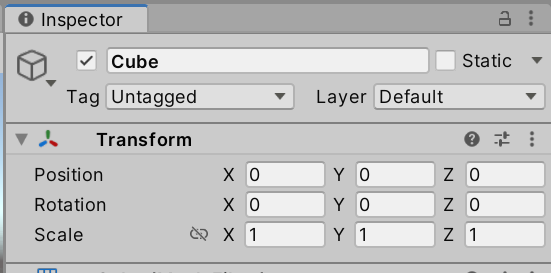 Inspector
Cube Static
Tag Untagged Layer Default
Transform
Position X 0 Y 0 Z 0
Rotation X 0 Y 0 Z 0
Scale X 1 Y 1 Z 1